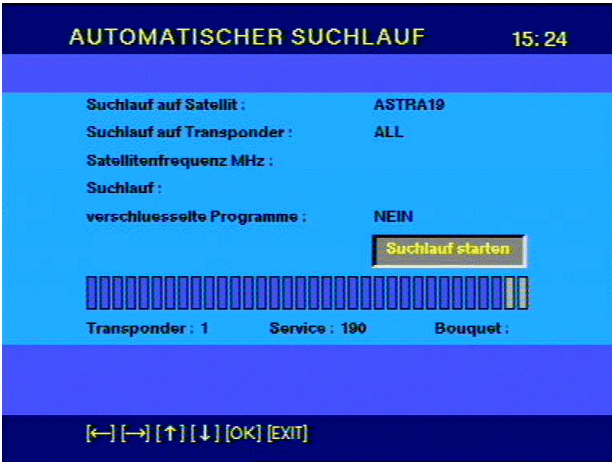 AUTOMATISCHER SUCHLAUF 15:24
Suchlauf auf Satellit : ASTRA19
Suchlauf auf Transponder : ALL
Satellitenfrequenz MHz :
Suchlauf :
verschluesselte Programme : NEIN
Suchlauf starten
Transponder : 1 Service : 190 Bouquet :
[←] [→] [↑] [↓] [OK] [EXIT]